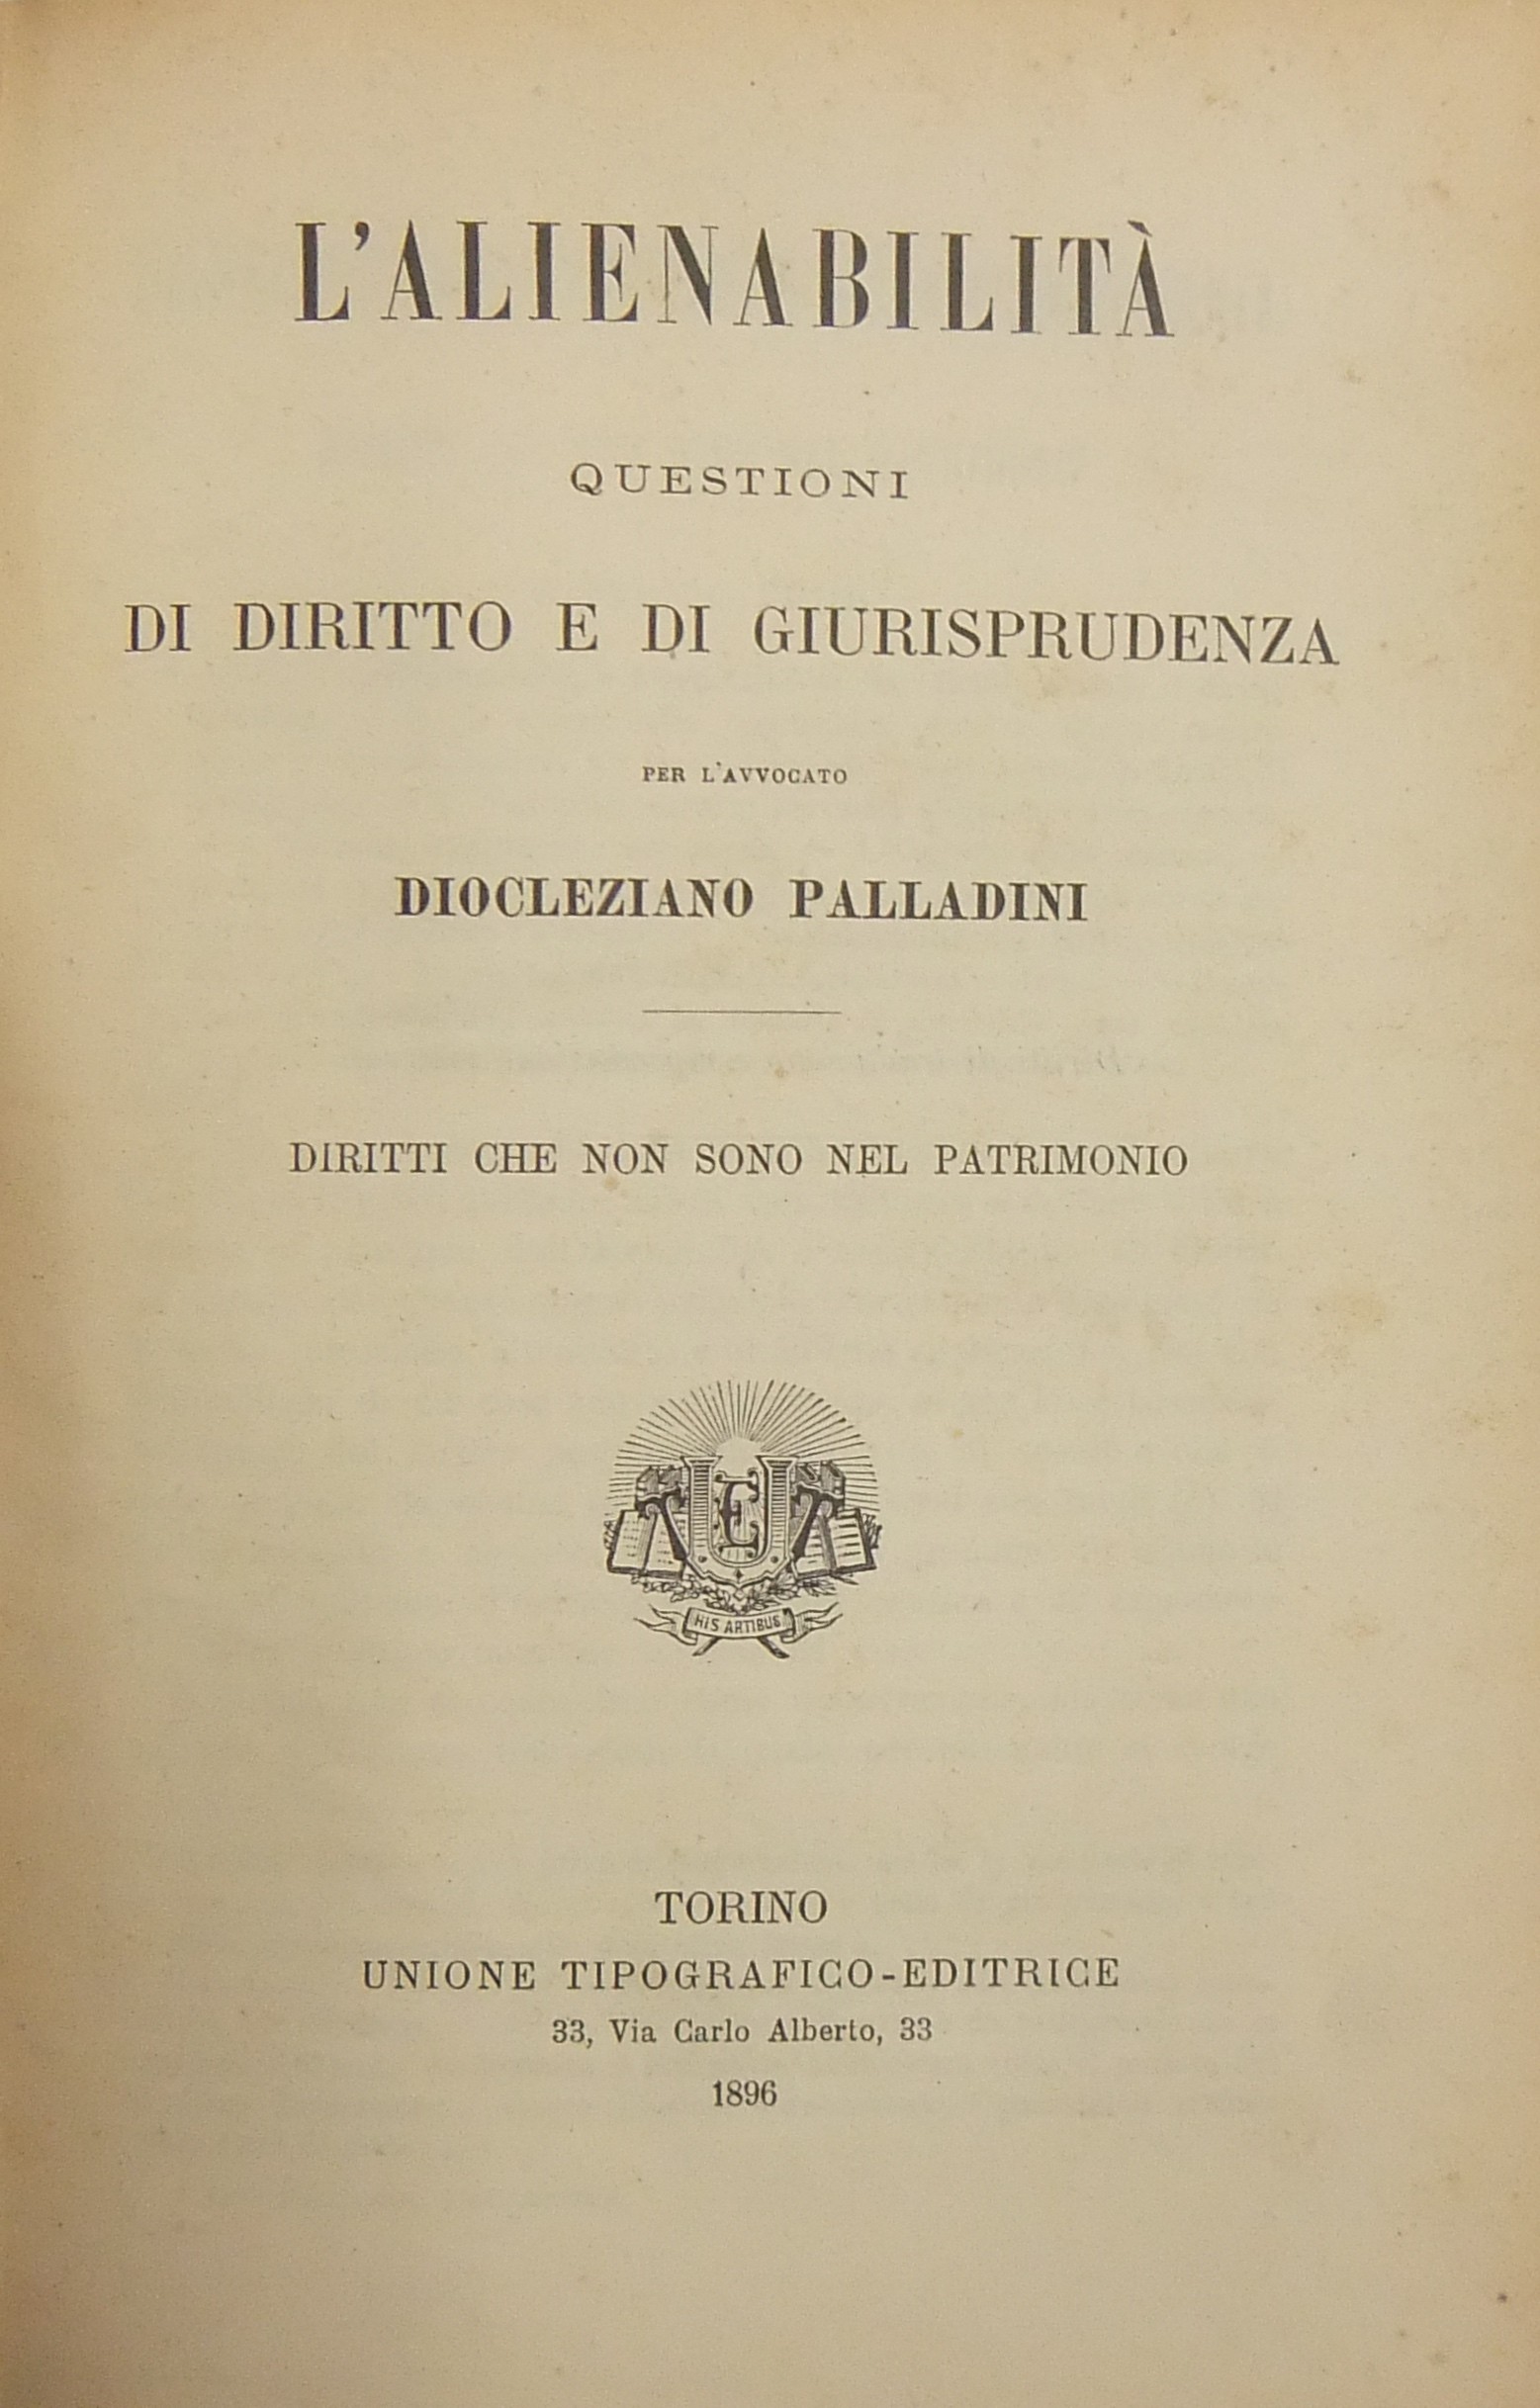 L'ALIENABILITÀ
QUESTIONI
DI DIRITTO E DI GIURISPRUDENZA
PER L'AVVOCATO
DIOCLEZIANO PALLADINI
DIRITTI CHE NON SONO NEL PATRIMONIO
U T E T
HIS ARTIBUS
TORINO
UNIONE TIPOGRAFICO-EDITRICE
33, Via Carlo Alberto, 33
1896